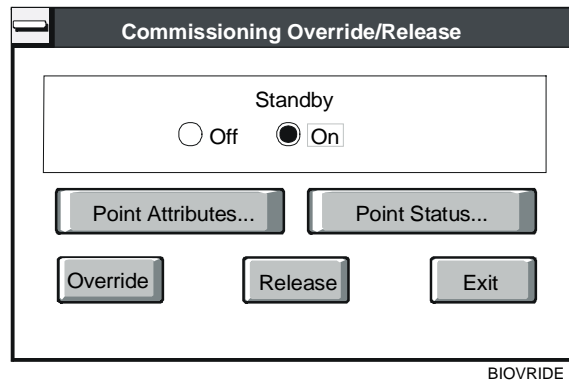 Commissioning Override/Release
Standby
Off On
Point Attributes... Point Status...
Override Release Exit
BIOVRIDE